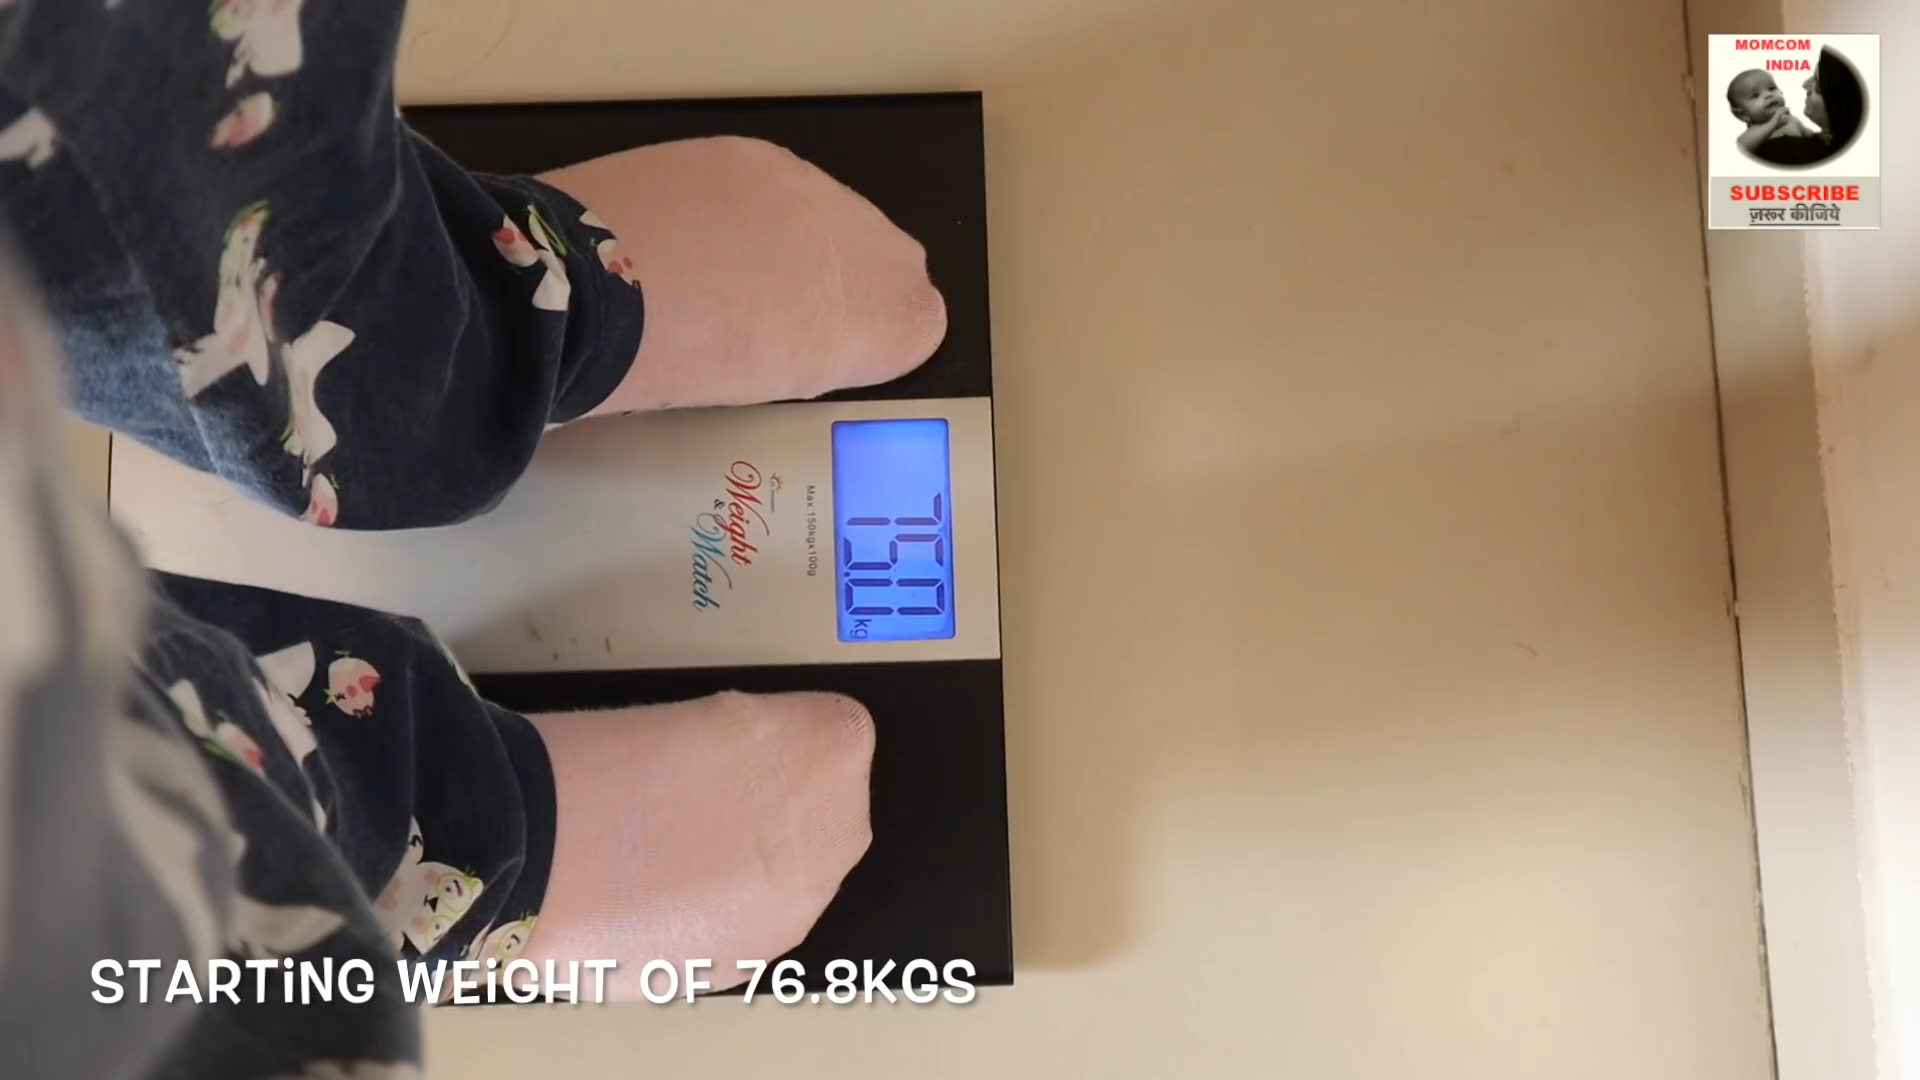 MOMCOM
INDIA
SUBSCRIBE
ज़रूर कीजिये
75.0
kg
Max.150kgx100g
Weight
&
Watch
STARTING WEIGHT OF 76.8KGS